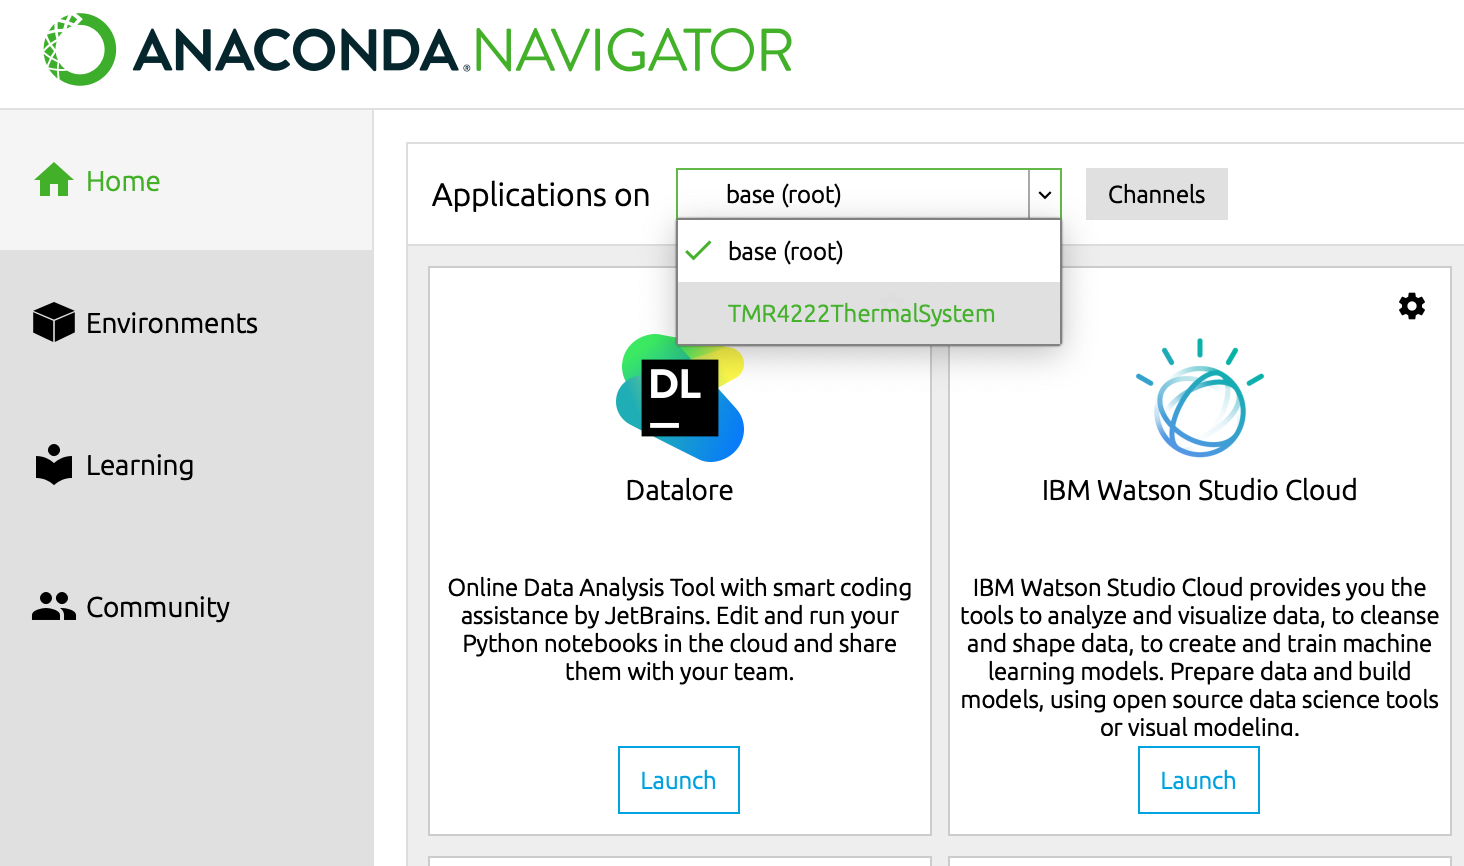 ANACONDA.NAVIGATOR
Home
Applications on
base (root)
Channels
base (root)
TMR4222ThermalSystem
Environments
Learning
Community
DL
Datalore
Online Data Analysis Tool with smart coding
assistance by JetBrains. Edit and run your
Python notebooks in the cloud and share
them with your team.
Launch
IBM Watson Studio Cloud
IBM Watson Studio Cloud provides you the
tools to analyze and visualize data, to cleanse
and shape data, to create and train machine
learning models. Prepare data and build
models, using open source data science tools
or visual modeling.
Launch